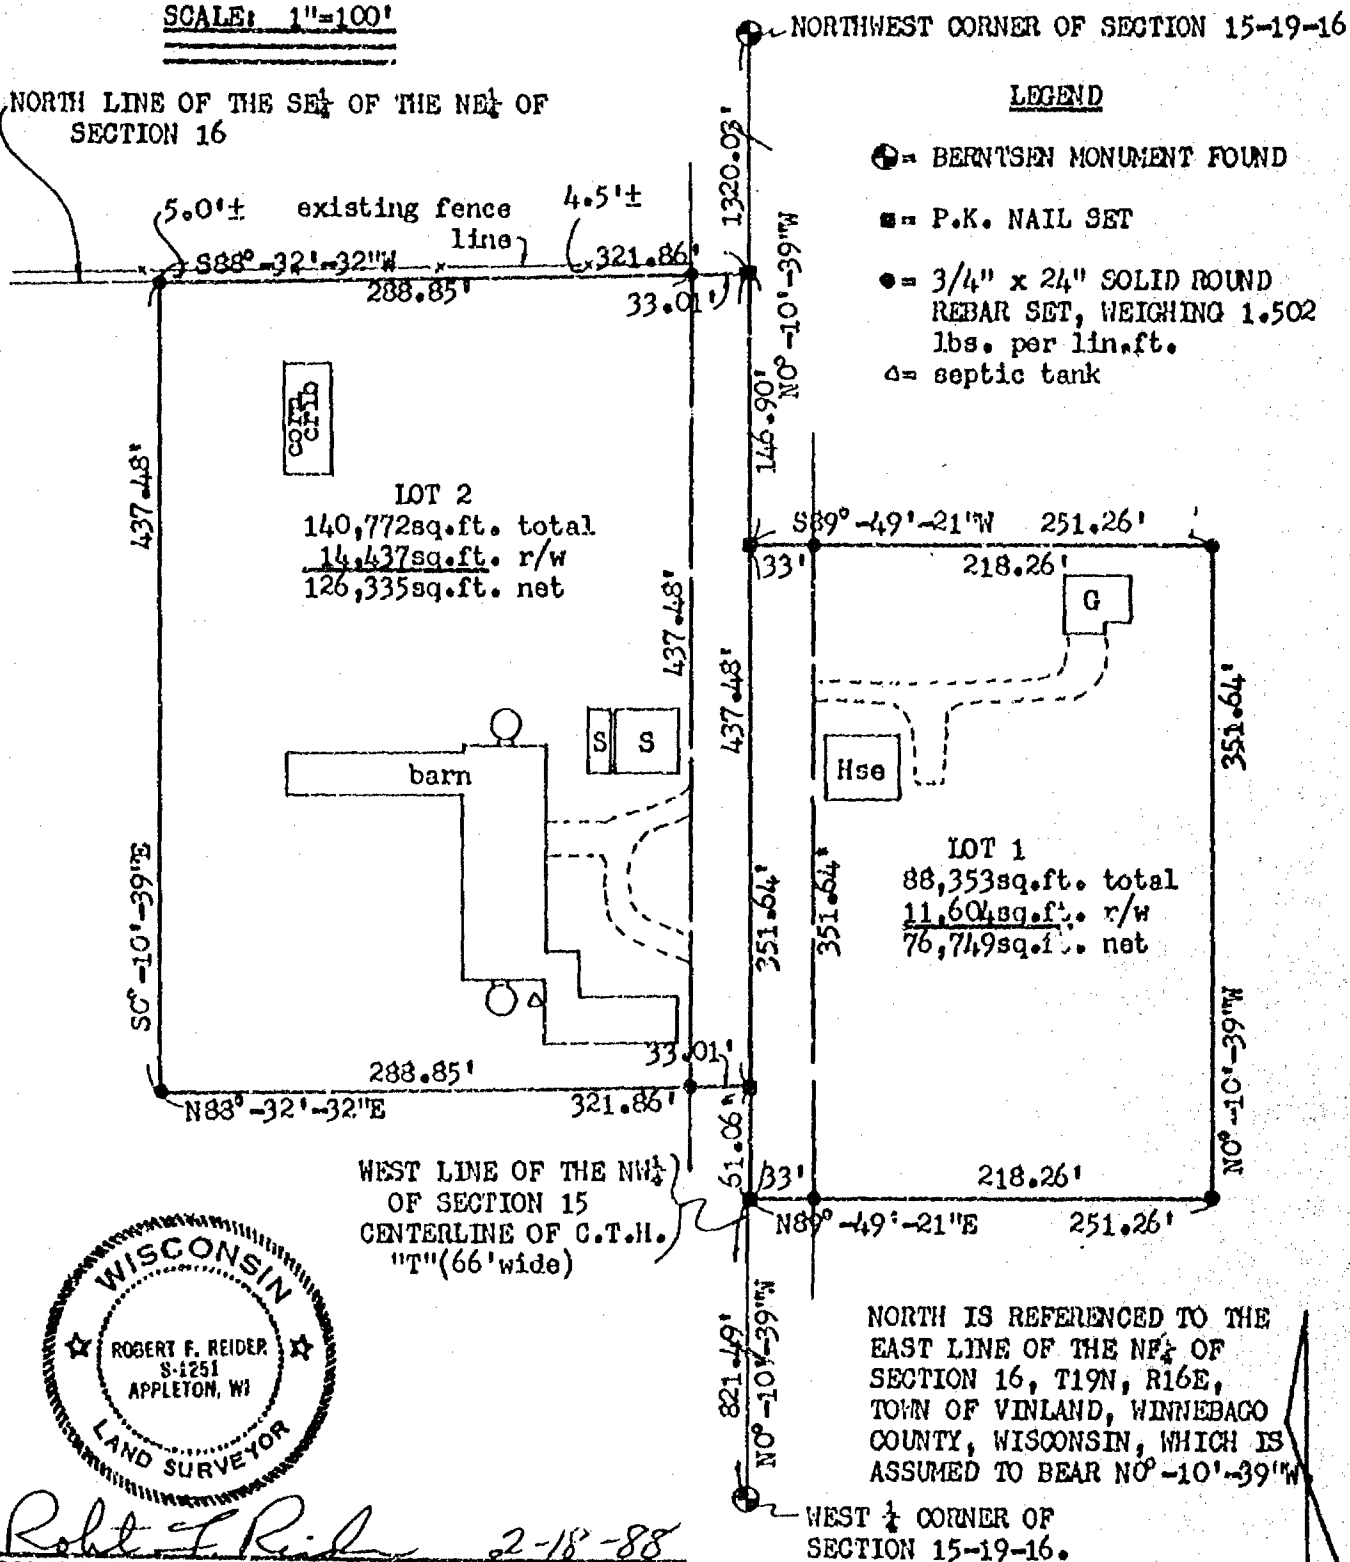 SCALE: 1"=100'
NORTHWEST CORNER OF SECTION 15-19-16
NORTH LINE OF THE SE¼ OF THE NE¼ OF
SECTION 16
LEGEND
= BERNTSEN MONUMENT FOUND
= P.K. NAIL SET
= 3/4" x 24" SOLID ROUND
REBAR SET, WEIGHING 1.502
lbs. per lin.ft.
Δ= septic tank
1320.03'
N0°-10'-39"W
5.0'± existing fence 4.5'±
line
S88°-32'-32"W 321.86'
288.85' 33.01'
corn
crib
146.90'
437.48'
LOT 2
140,772sq.ft. total
14,437sq.ft. r/w
126,335sq.ft. net
S89°-49'-21"W 251.26'
33' 218.26'
G
437.48'
437.48'
351.64'
S S
barn
Hse
LOT 1
88,353sq.ft. total
11,604sq.ft. r/w
76,749sq.ft. net
351.64'
351.64'
S0°-10'-39"E
N0°-10'-39"W
33.01'
288.85'
N88°-32'-32"E 321.86'
51.06'
WEST LINE OF THE NW¼
OF SECTION 15
CENTERLINE OF C.T.H.
"T"(66'wide)
33' 218.26'
N89°-49'-21"E 251.26'
821.49'
N0°-10'-39"W
WISCONSIN
ROBERT F. REIDER
S-1251
APPLETON, WI
LAND SURVEYOR
NORTH IS REFERENCED TO THE
EAST LINE OF THE NE¼ OF
SECTION 16, T19N, R16E,
TOWN OF VINLAND, WINNEBAGO
COUNTY, WISCONSIN, WHICH IS
ASSUMED TO BEAR N0°-10'-39"W
WEST ¼ CORNER OF
SECTION 15-19-16.
Robert F. Reider 2-18-88